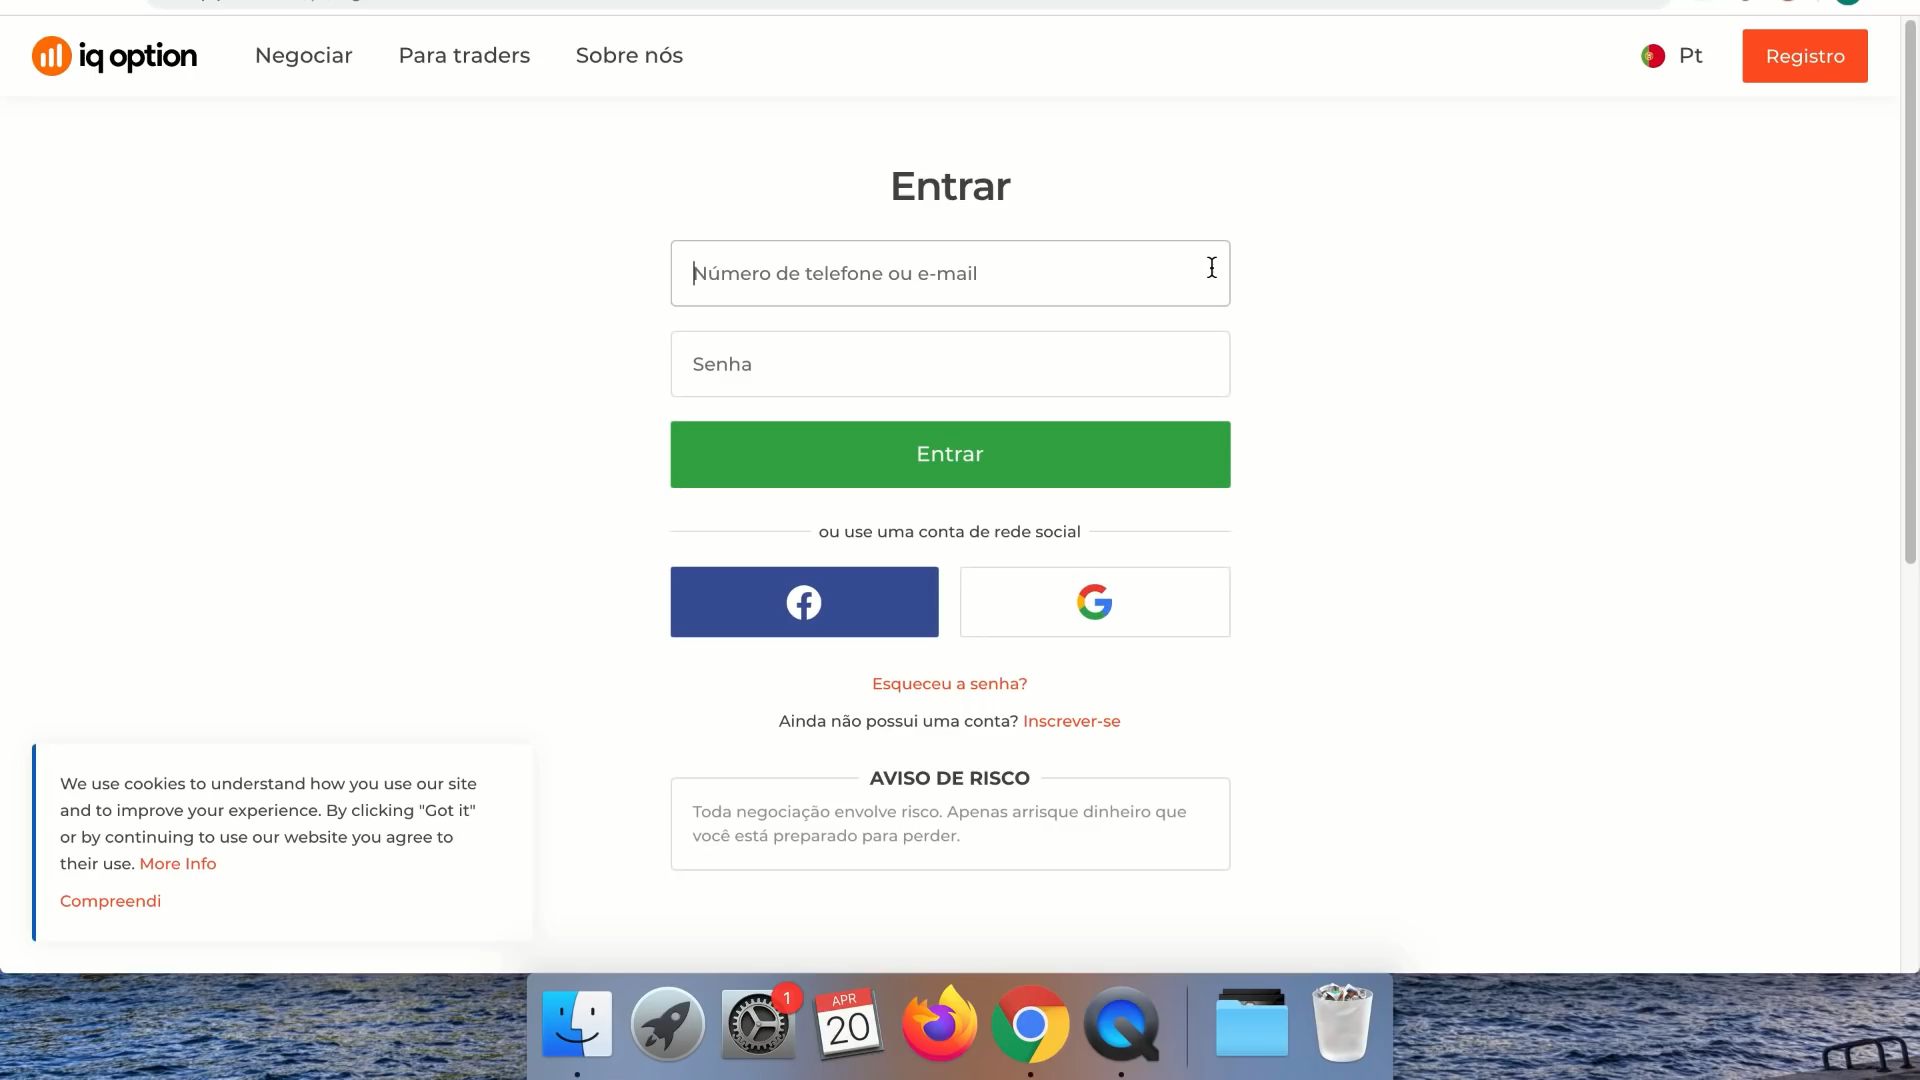 iq option
Negociar
Para traders
Sobre nós
Pt
Registro
Entrar
Número de telefone ou e-mail
Senha
Entrar
ou use uma conta de rede social
Esqueceu a senha?
Ainda não possui uma conta? Inscrever-se
AVISO DE RISCO
Toda negociação envolve risco. Apenas arrisque dinheiro que
você está preparado para perder.
We use cookies to understand how you use our site
and to improve your experience. By clicking "Got it"
or by continuing to use our website you agree to
their use. More Info
Compreendi
1
APR
20